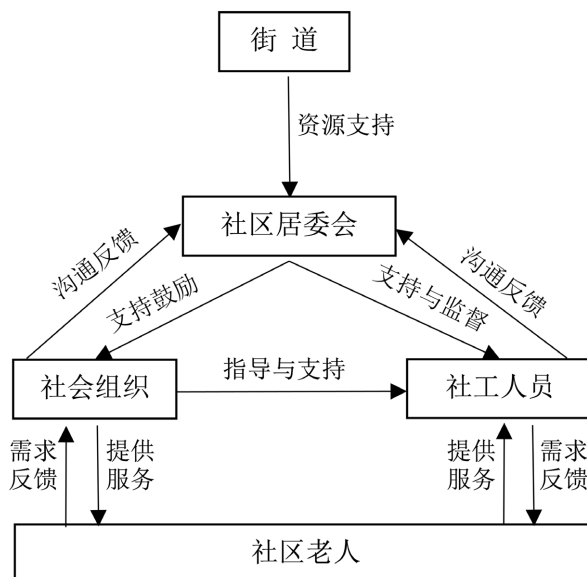 街 道
资源支持
社区居委会
沟通反馈
支持鼓励
支持与监督
沟通反馈
社会组织
指导与支持
社工人员
需求
反馈
提供
服务
提供
服务
需求
反馈
社区老人